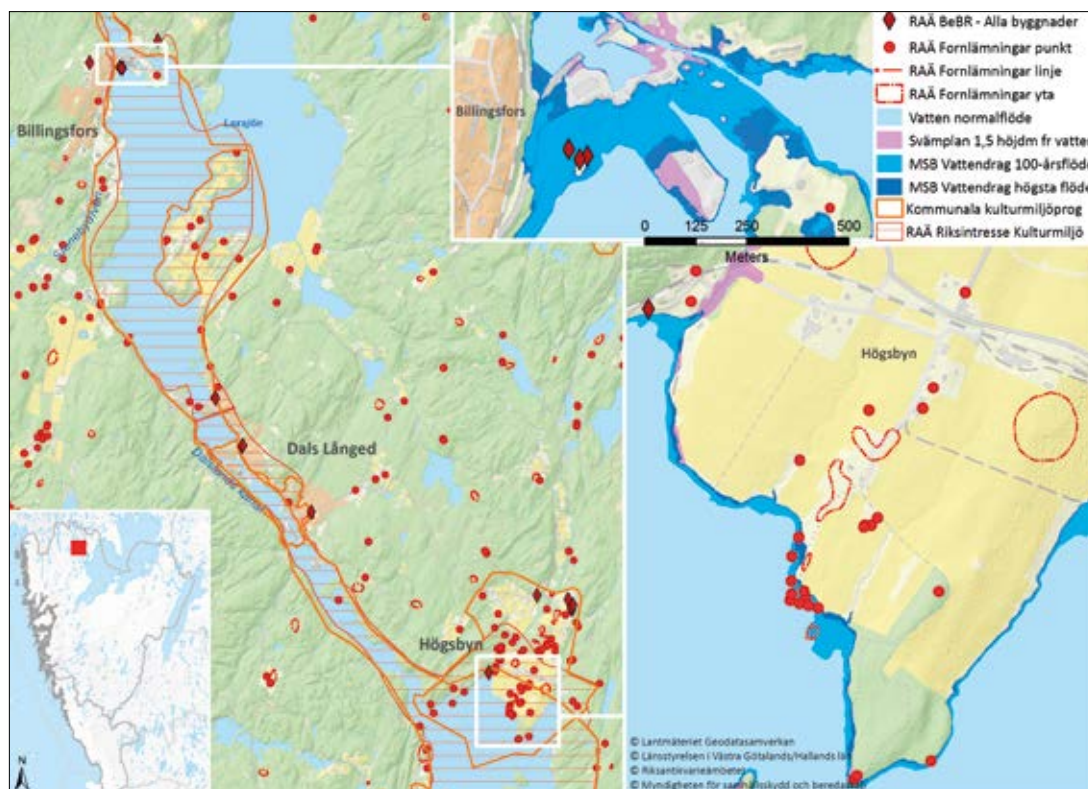 RAÄ BeBR - Alla byggnader
RAÄ Fornlämningar punkt
RAÄ Fornlämningar linje
RAÄ Fornlämningar yta
Vatten normalflöde
Svämplan 1,5 höjdm fr vatte
MSB Vattendrag 100-årsflöde
MSB Vattendrag högsta flöde
Kommunala kulturmiljöprog
RAÄ Riksintresse Kulturmiljö
Billingsfors
0 125 250 500
Meters
Billingsfors
Laxsjön
Dals Långed
Högsbyn
Högsbyn
N
© Lantmäteriet Geodatasamverkan
© Länsstyrelsen i Västra Götalands/Hallands län
© Riksantikvarieämbetet
© Myndigheten för samhällsskydd och beredskap